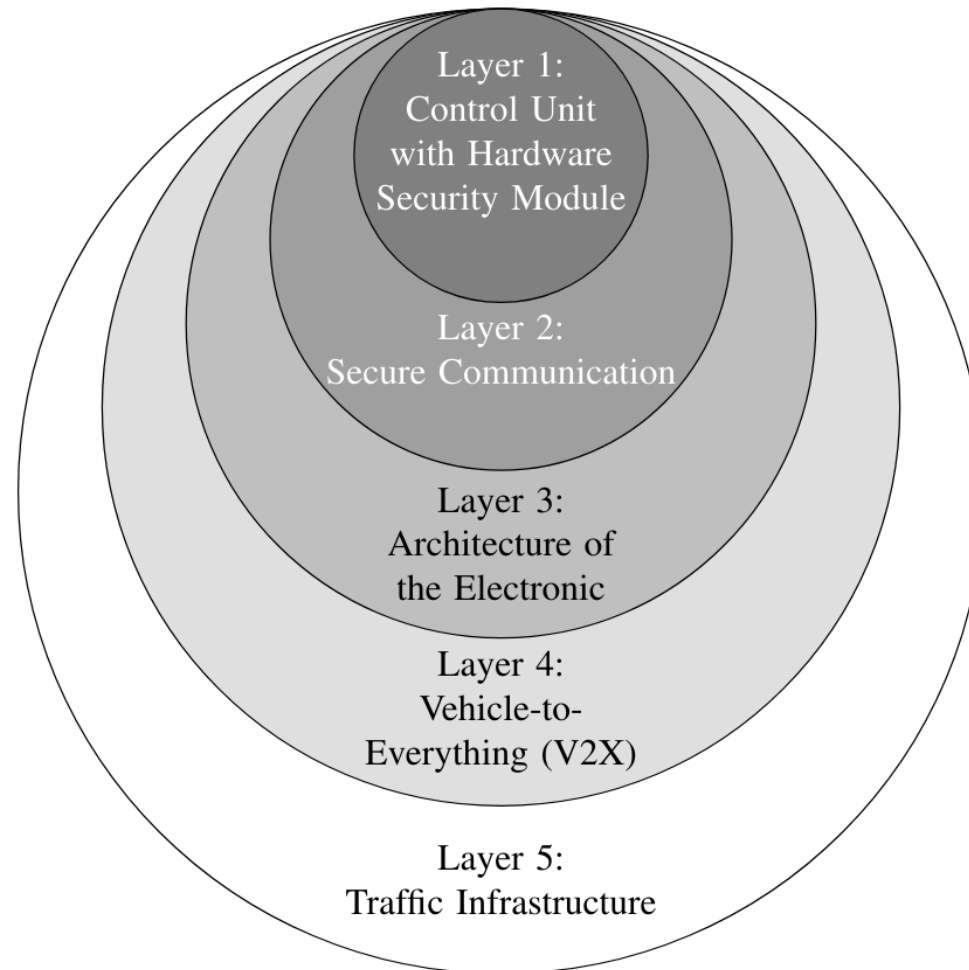 Layer 1:
Control Unit
with Hardware
Security Module
Layer 2:
Secure Communication
Layer 3:
Architecture of
the Electronic
Layer 4:
Vehicle-to-
Everything (V2X)
Layer 5:
Traffic Infrastructure